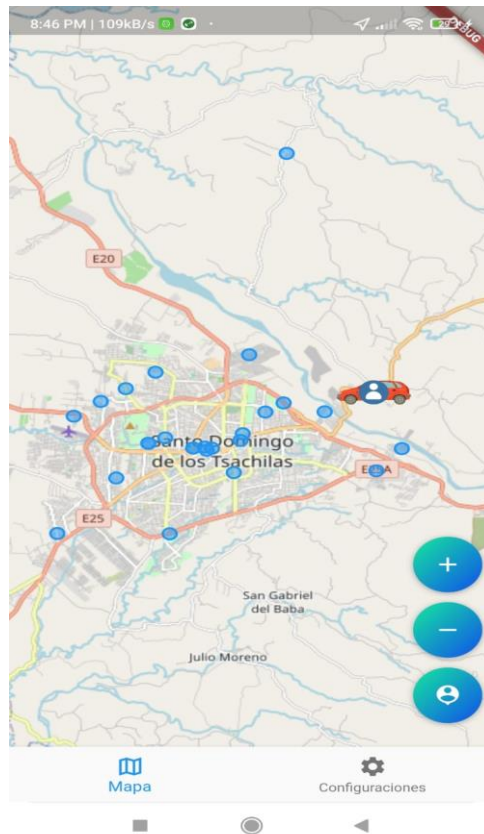 8:46 PM | 109kB/s
E20
Santo Domingo
de los Tsachilas
E25
San Gabriel
del Baba
Julio Moreno
+
−
Mapa
Configuraciones